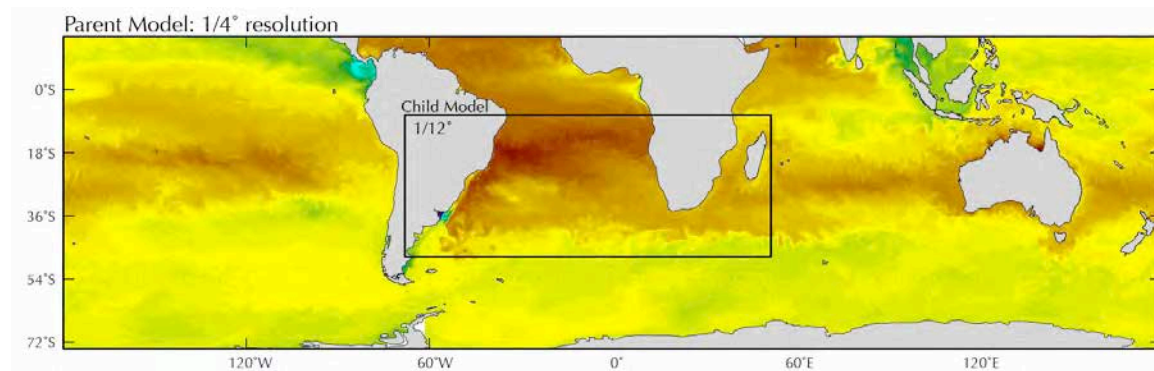 Parent Model: 1/4˚ resolution
0˚S
Child Model
1/12˚
18˚S
36˚S
54˚S
72˚S
120˚W
60˚W
0˚
60˚E
120˚E